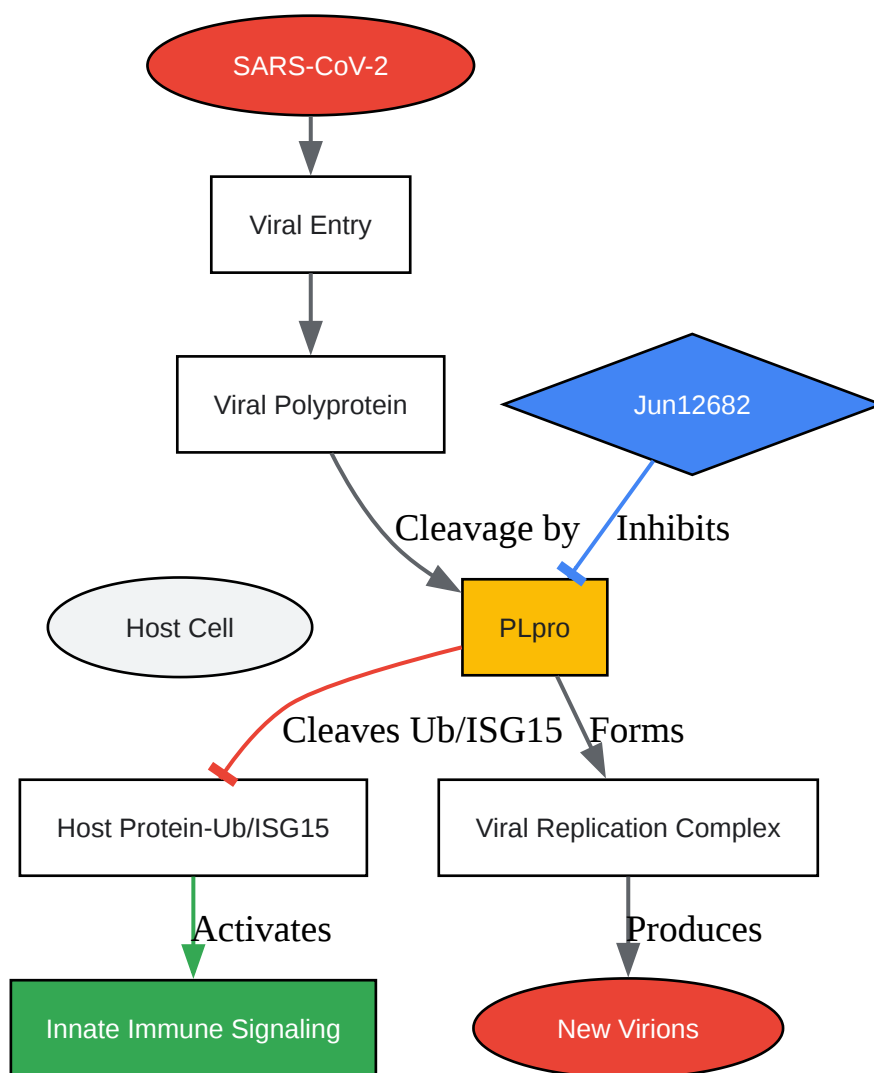 SARS-CoV-2
Viral Entry
Viral Polyprotein
Jun12682
Cleavage by
Inhibits
Host Cell
PLpro
Cleaves Ub/ISG15
Forms
Host Protein-Ub/ISG15
Viral Replication Complex
Activates
Produces
Innate Immune Signaling
New Virions